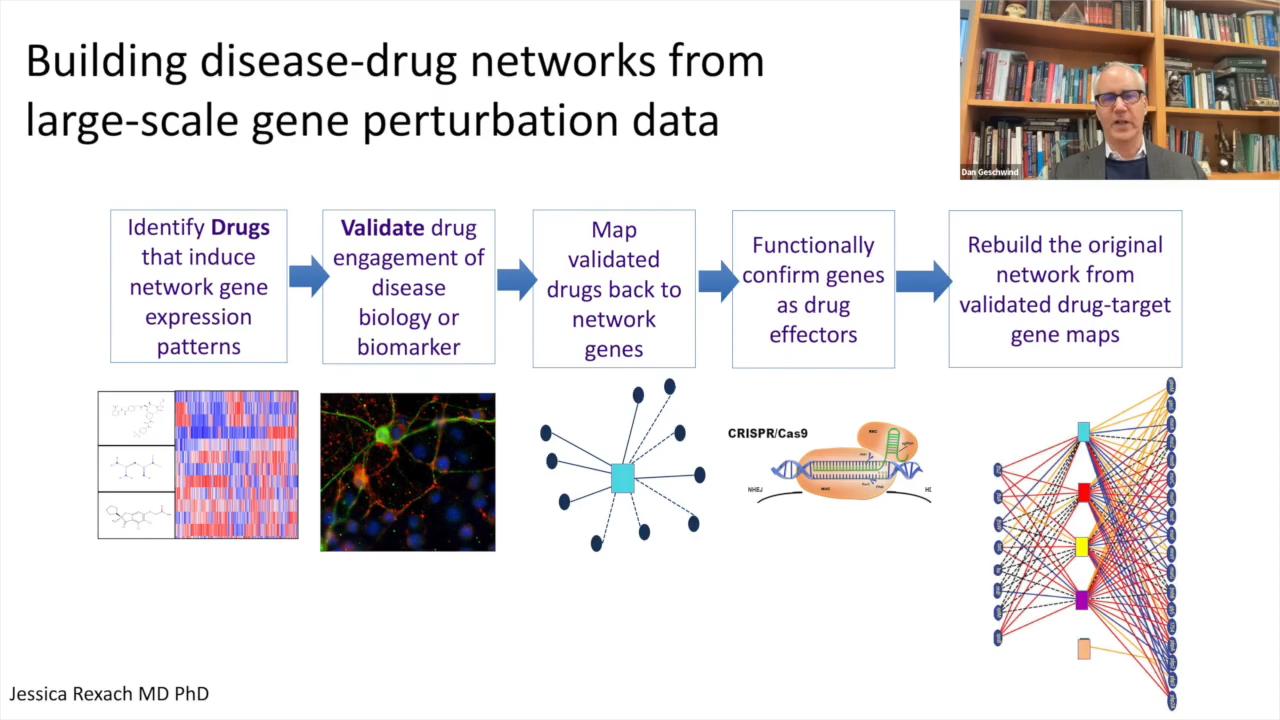 Building disease-drug networks from
large-scale gene perturbation data
Dan Geschwind
Identify Drugs
that induce
network gene
expression
patterns
Validate drug
engagement of
disease
biology or
biomarker
Map
validated
drugs back to
network
genes
Functionally
confirm genes
as drug
effectors
Rebuild the original
network from
validated drug-target
gene maps
CRISPR/Cas9
NHEJ
Jessica Rexach MD PhD